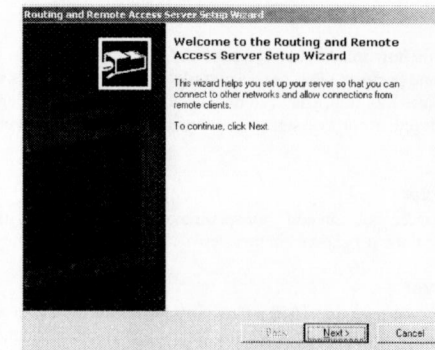 Routing and Remote Access Server Setup Wizard
Welcome to the Routing and Remote
Access Server Setup Wizard
This wizard helps you set up your server so that you can
connect to other networks and allow connections from
remote clients.
To continue, click Next.
Back
Next >
Cancel